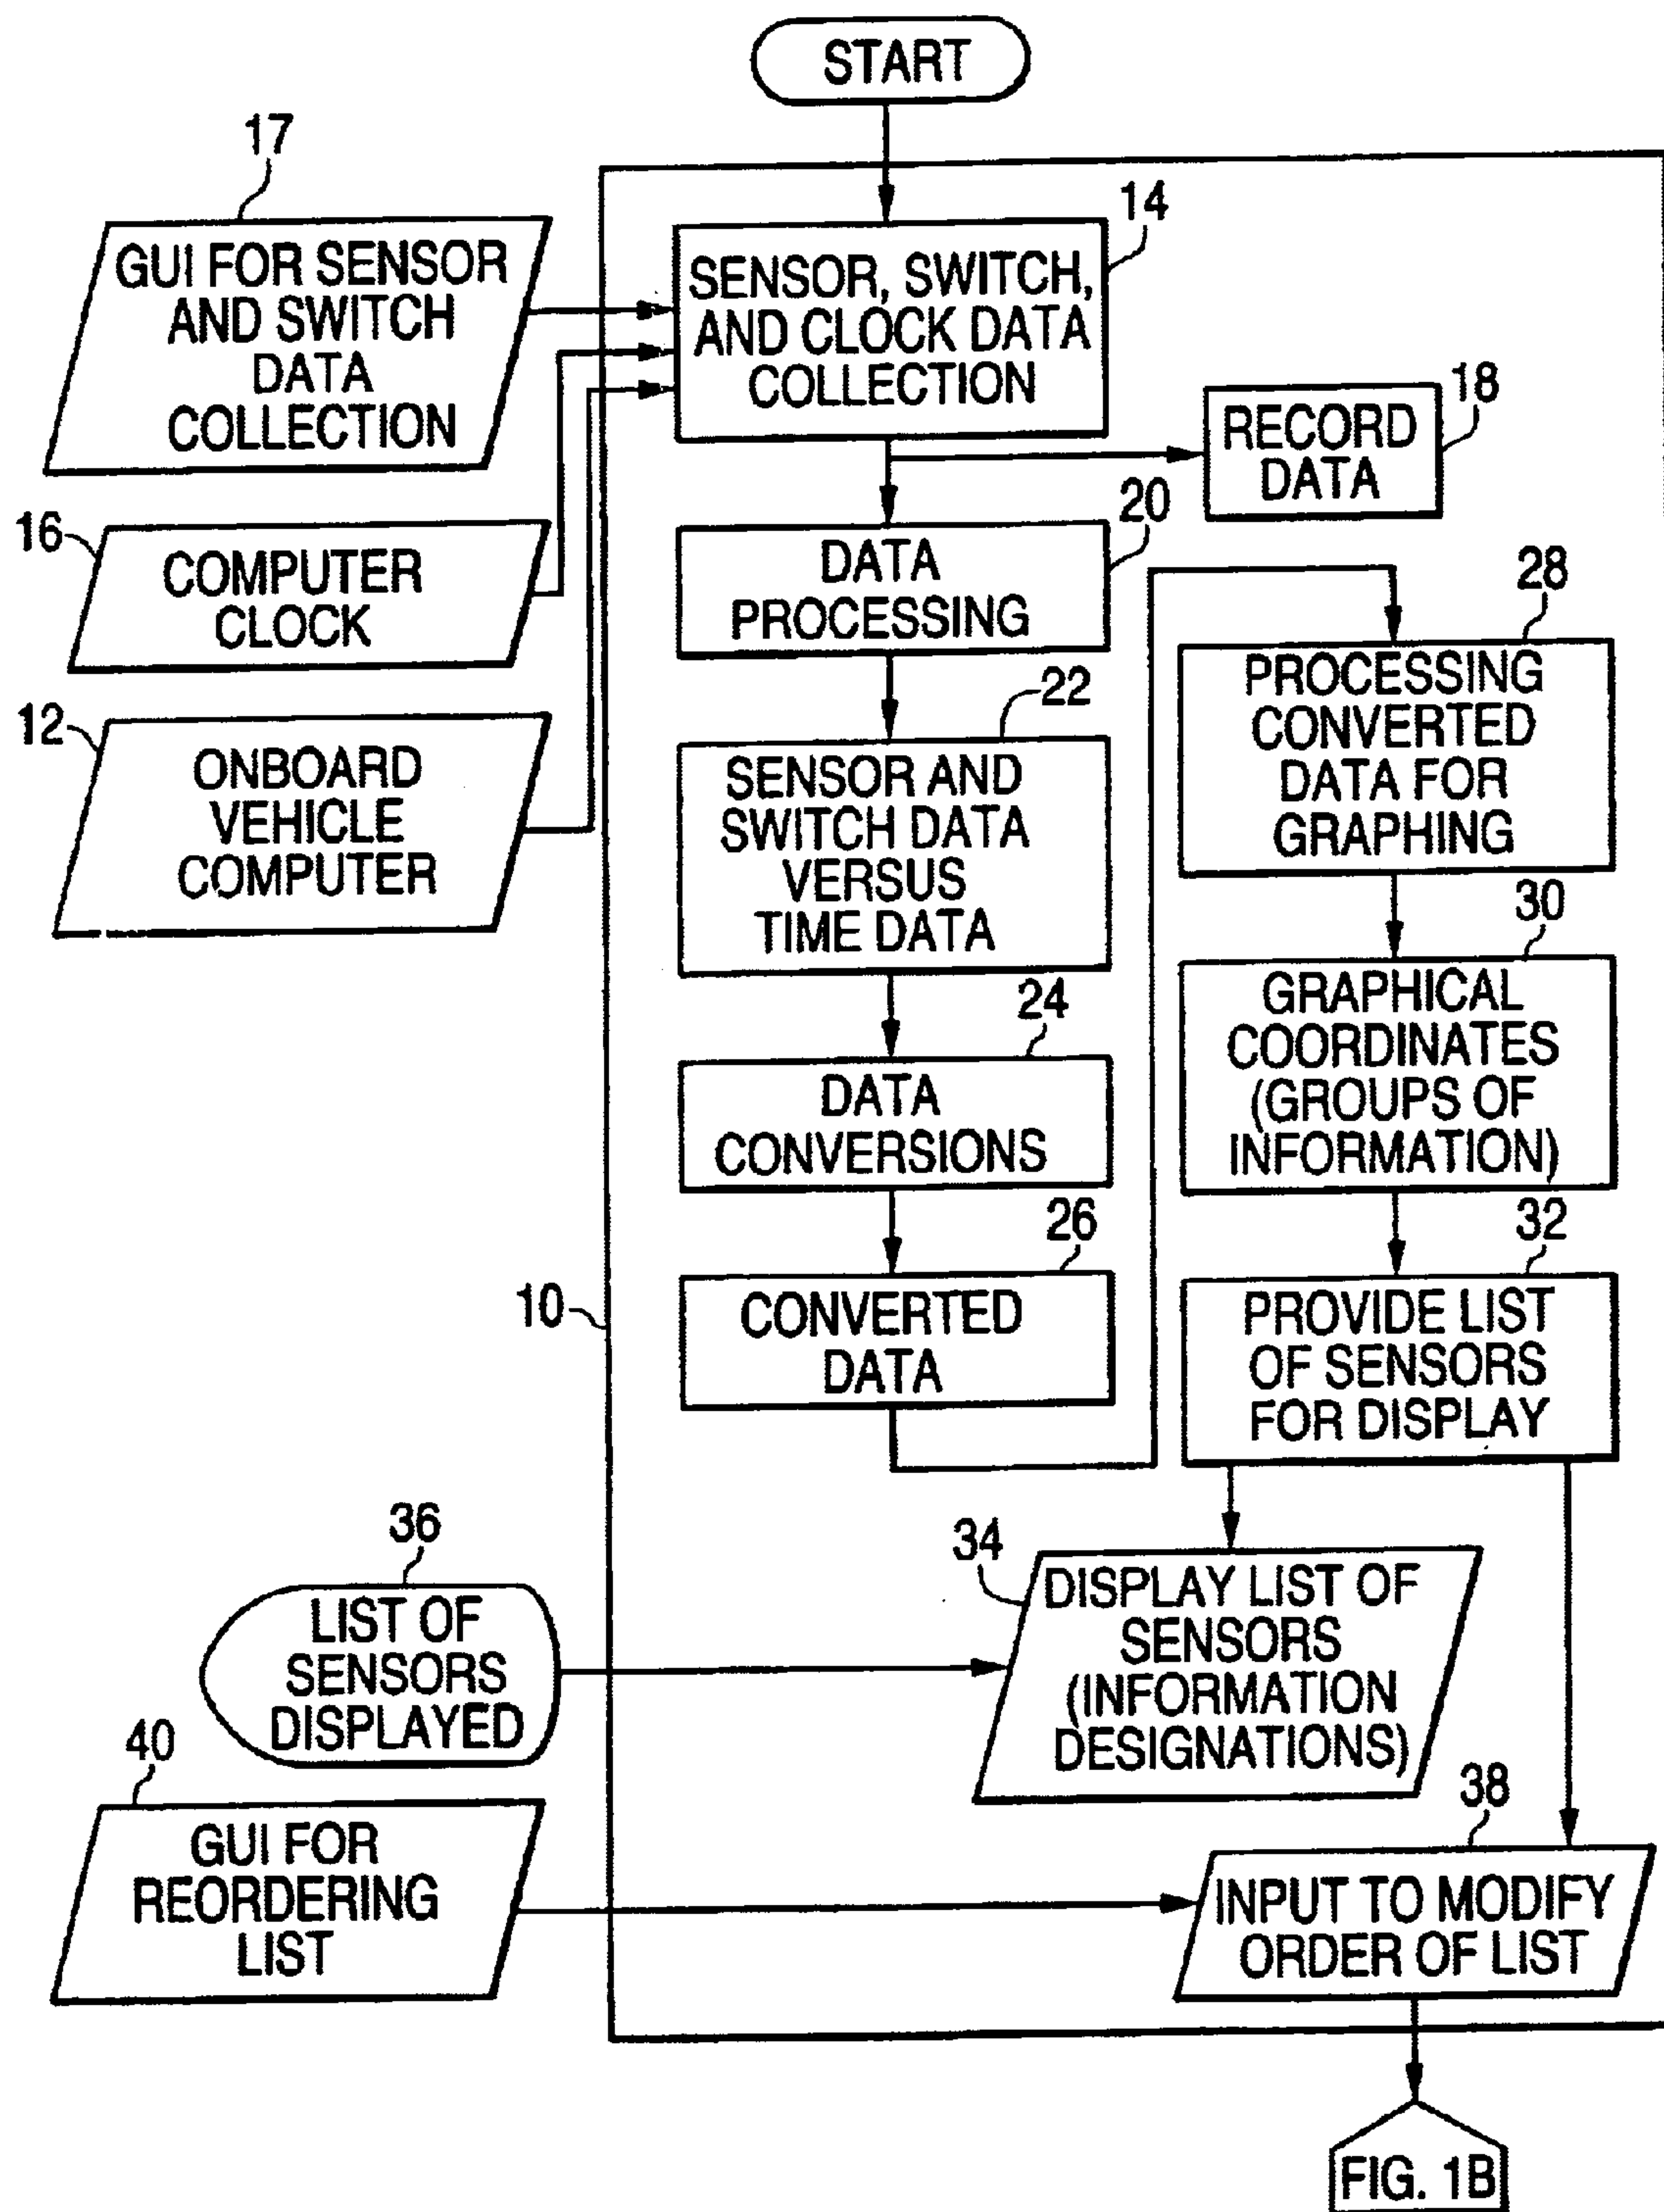 START
17
GUI FOR SENSOR
AND SWITCH
DATA
COLLECTION
14
SENSOR, SWITCH,
AND CLOCK DATA
COLLECTION
18
RECORD
DATA
16
COMPUTER
CLOCK
20
DATA
PROCESSING
28
PROCESSING
CONVERTED
DATA FOR
GRAPHING
12
ONBOARD
VEHICLE
COMPUTER
22
SENSOR AND
SWITCH DATA
VERSUS
TIME DATA
30
GRAPHICAL
COORDINATES
(GROUPS OF
INFORMATION)
24
DATA
CONVERSIONS
26
CONVERTED
DATA
10
32
PROVIDE LIST
OF SENSORS
FOR DISPLAY
36
LIST OF
SENSORS
DISPLAYED
34
DISPLAY LIST OF
SENSORS
(INFORMATION
DESIGNATIONS)
40
GUI FOR
REORDERING
LIST
38
INPUT TO MODIFY
ORDER OF LIST
FIG. 1B